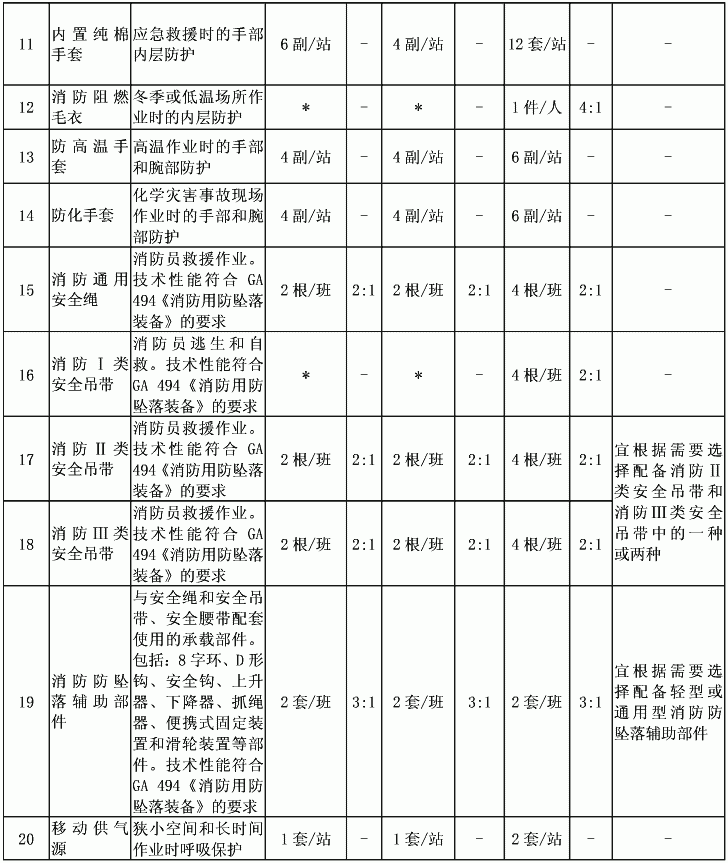 11
内置纯棉
手套
应急救援时的手部
内层防护
6副/站
-
4副/站
-
12套/站
-
-
12
消防阻燃
毛衣
冬季或低温场所作
业时的内层防护
*
-
*
-
1件/人
4:1
-
13
防高温手
套
高温作业时的手部
和腕部防护
4副/站
-
4副/站
-
6副/站
-
-
14
防化手套
化学灾害事故现场
作业时的手部和腕
部防护
4副/站
-
4副/站
-
6副/站
-
-
15
消防通用
安全绳
消防员救援作业。
技术性能符合 GA
494《消防用防坠落
装备》的要求
2根/班
2:1
2根/班
2:1
4根/班
2:1
-
16
消防Ⅰ类
安全吊带
消防员逃生和自
救。技术性能符合
GA 494《消防用防
坠落装备》的要求
*
-
*
-
4根/班
2:1
-
17
消防Ⅱ类
安全吊带
消防员救援作业。
技术性能符合 GA
494《消防用防坠落
装备》的要求
2根/班
2:1
2根/班
2:1
4根/班
2:1
宜根据需要选
择配备消防Ⅱ
类安全吊带和
消防Ⅲ类安全
吊带中的一种
或两种
18
消防Ⅲ类
安全吊带
消防员救援作业。
技术性能符合 GA
494《消防用防坠落
装备》的要求
2根/班
2:1
2根/班
2:1
4根/班
2:1
19
消防防坠
落辅助部
件
与安全绳和安全吊
带、安全腰带配套
使用的承载部件。
包括：8字环、D形
钩、安全钩、上升
器、下降器、抓绳
器、便携式固定装
置和滑轮装置等部
件。技术性能符合
GA 494《消防用防
坠落装备》的要求
2套/班
3:1
2套/班
3:1
2套/班
3:1
宜根据需要选
择配备轻型或
通用型消防防
坠落辅助部件
20
移动供气
源
狭小空间和长时间
作业时呼吸保护
1套/站
-
1套/站
-
2套/站
-
-